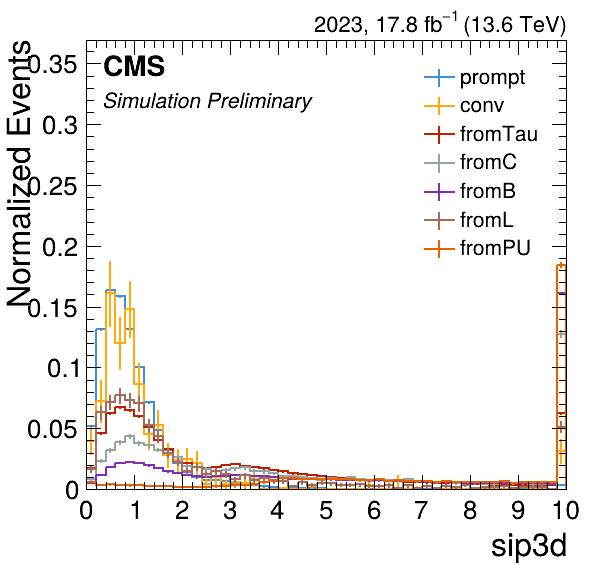 2023, 17.8 fb⁻¹ (13.6 TeV)
CMS
Simulation Preliminary
prompt
conv
fromTau
fromC
fromB
fromL
fromPU
Normalized Events
0.35
0.3
0.25
0.2
0.15
0.1
0.05
0
0 1 2 3 4 5 6 7 8 9 10
sip3d